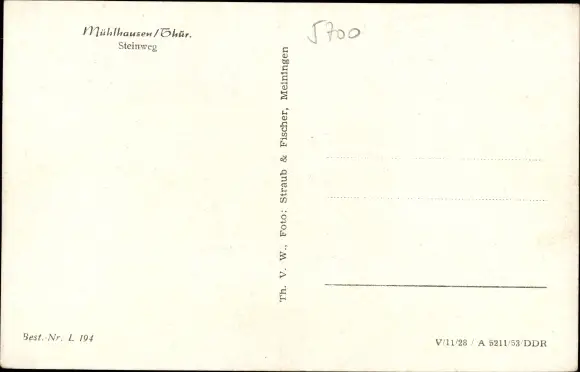 Mühlhausen/Thür.
Steinweg
5700
Th. V. W., Foto: Straub & Fischer, Meiningen
Best.-Nr. L 194
V/11/28 / A 5211/53/DDR